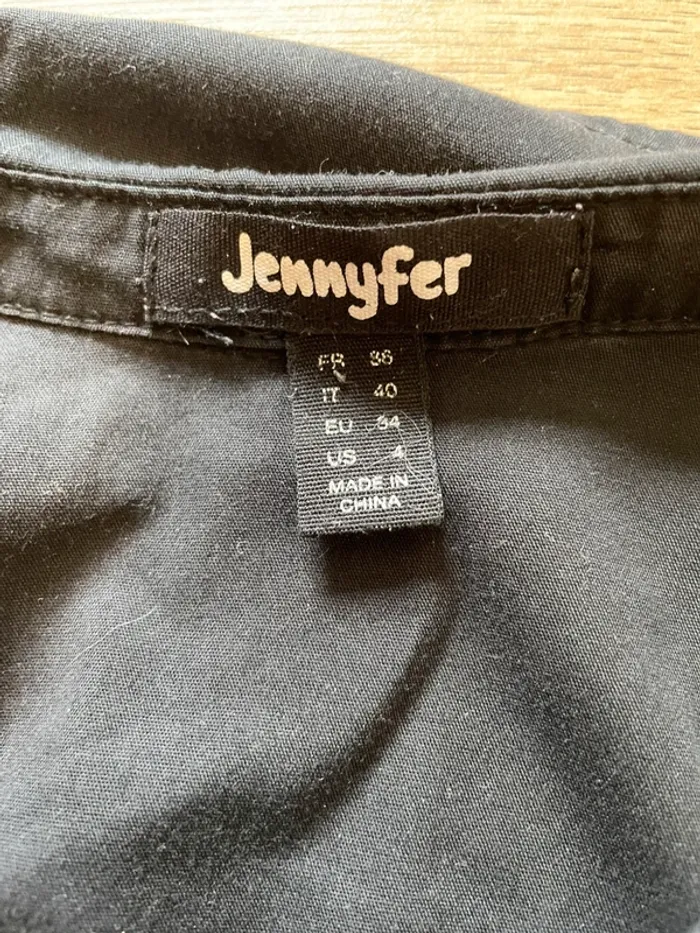 Jennyfer
FR 36
IT 40
EU 34
US 4
MADE IN
CHINA